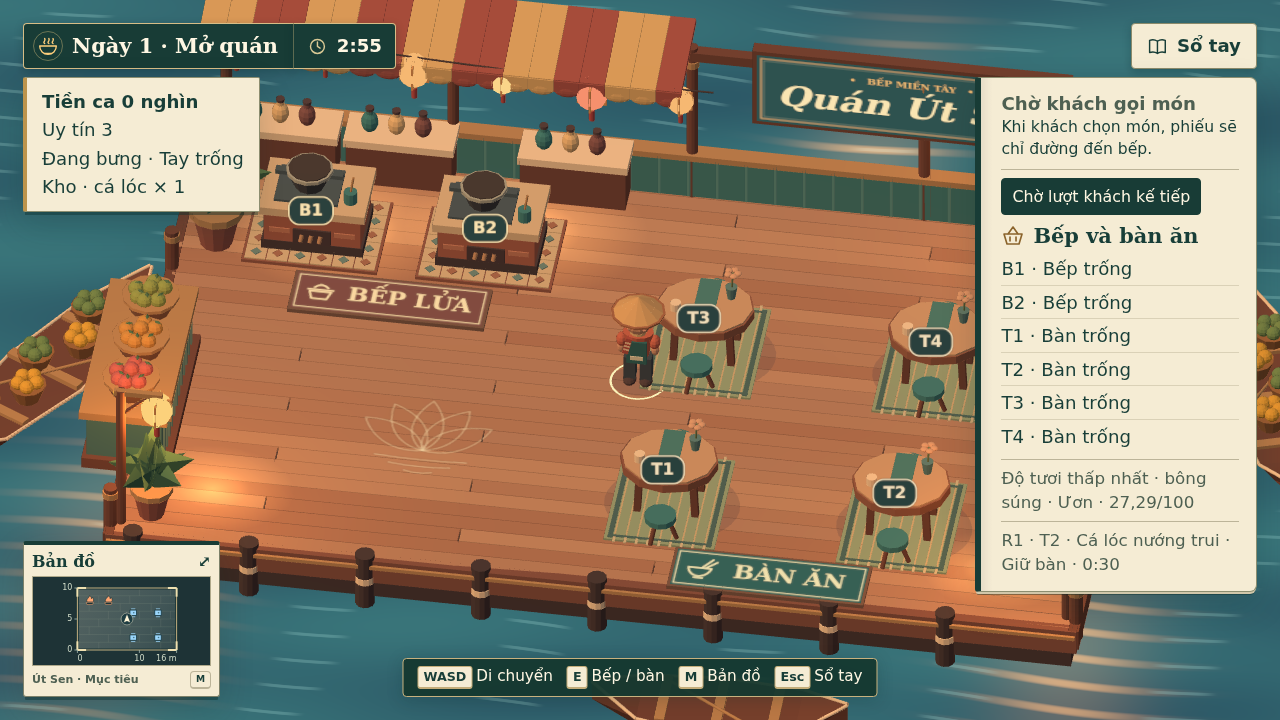 Ngày 1 · Mở quán
2:55
Sổ tay
Tiền ca 0 nghìn
Uy tín 3
Đang bưng · Tay trống
Kho · cá lóc × 1
• BẾP MIỀN TÂY •
Quán Út
Chờ khách gọi món
Khi khách chọn món, phiếu sẽ
chỉ đường đến bếp.
Chờ lượt khách kế tiếp
Bếp và bàn ăn
B1 · Bếp trống
B2 · Bếp trống
T1 · Bàn trống
T2 · Bàn trống
T3 · Bàn trống
T4 · Bàn trống
Độ tươi thấp nhất · bông
súng · Ươn · 27,29/100
R1 · T2 · Cá lóc nướng trui ·
Giữ bàn · 0:30
B1
B2
BẾP LỬA
T3
T4
T1
T2
BÀN ĂN
Bản đồ
10
5
0
0 10 16 m
Út Sen · Mục tiêu
M
WASD Di chuyển E Bếp / bàn M Bản đồ Esc Sổ tay